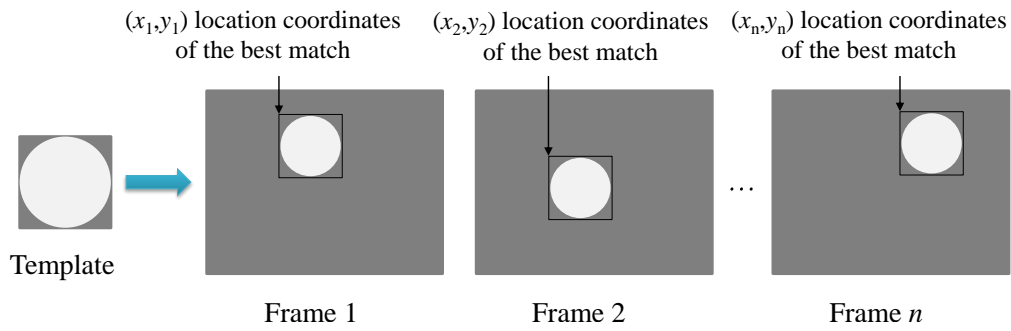 (x₁,y₁) location coordinates
of the best match
(x₂,y₂) location coordinates
of the best match
(xₙ,yₙ) location coordinates
of the best match
...
Template
Frame 1
Frame 2
Frame n